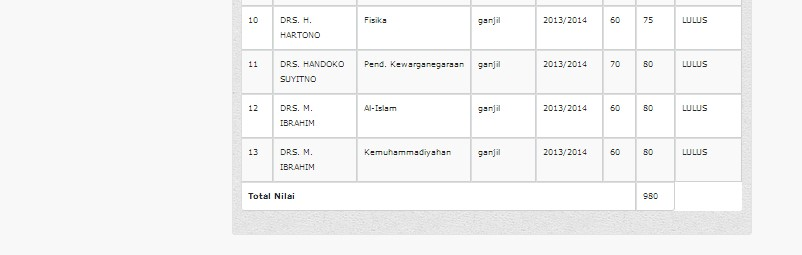 10 DRS. H. HARTONO Fisika ganjil 2013/2014 60 75 LULUS
11 DRS. HANDOKO SUYITNO Pend. Kewarganegaraan ganjil 2013/2014 70 80 LULUS
12 DRS. M. IBRAHIM Al-Islam ganjil 2013/2014 60 80 LULUS
13 DRS. M. IBRAHIM Kemuhammadiyahan ganjil 2013/2014 60 80 LULUS
Total Nilai 980